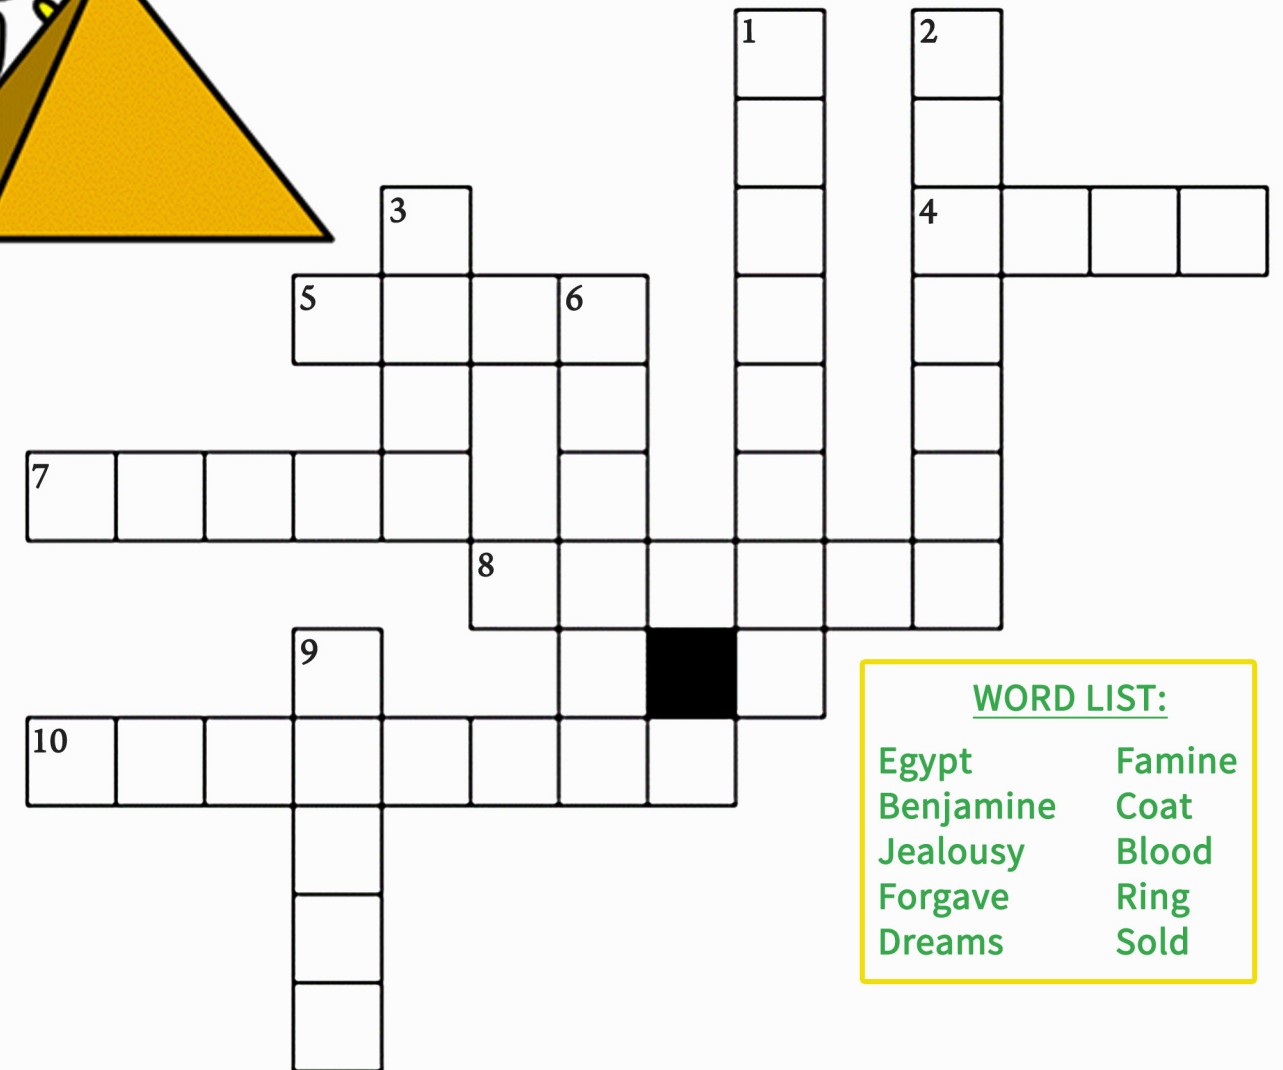 1
2
3
4
5
6
7
8
9
10
WORD LIST:
Egypt Famine
Benjamine Coat
Jealousy Blood
Forgave Ring
Dreams Sold